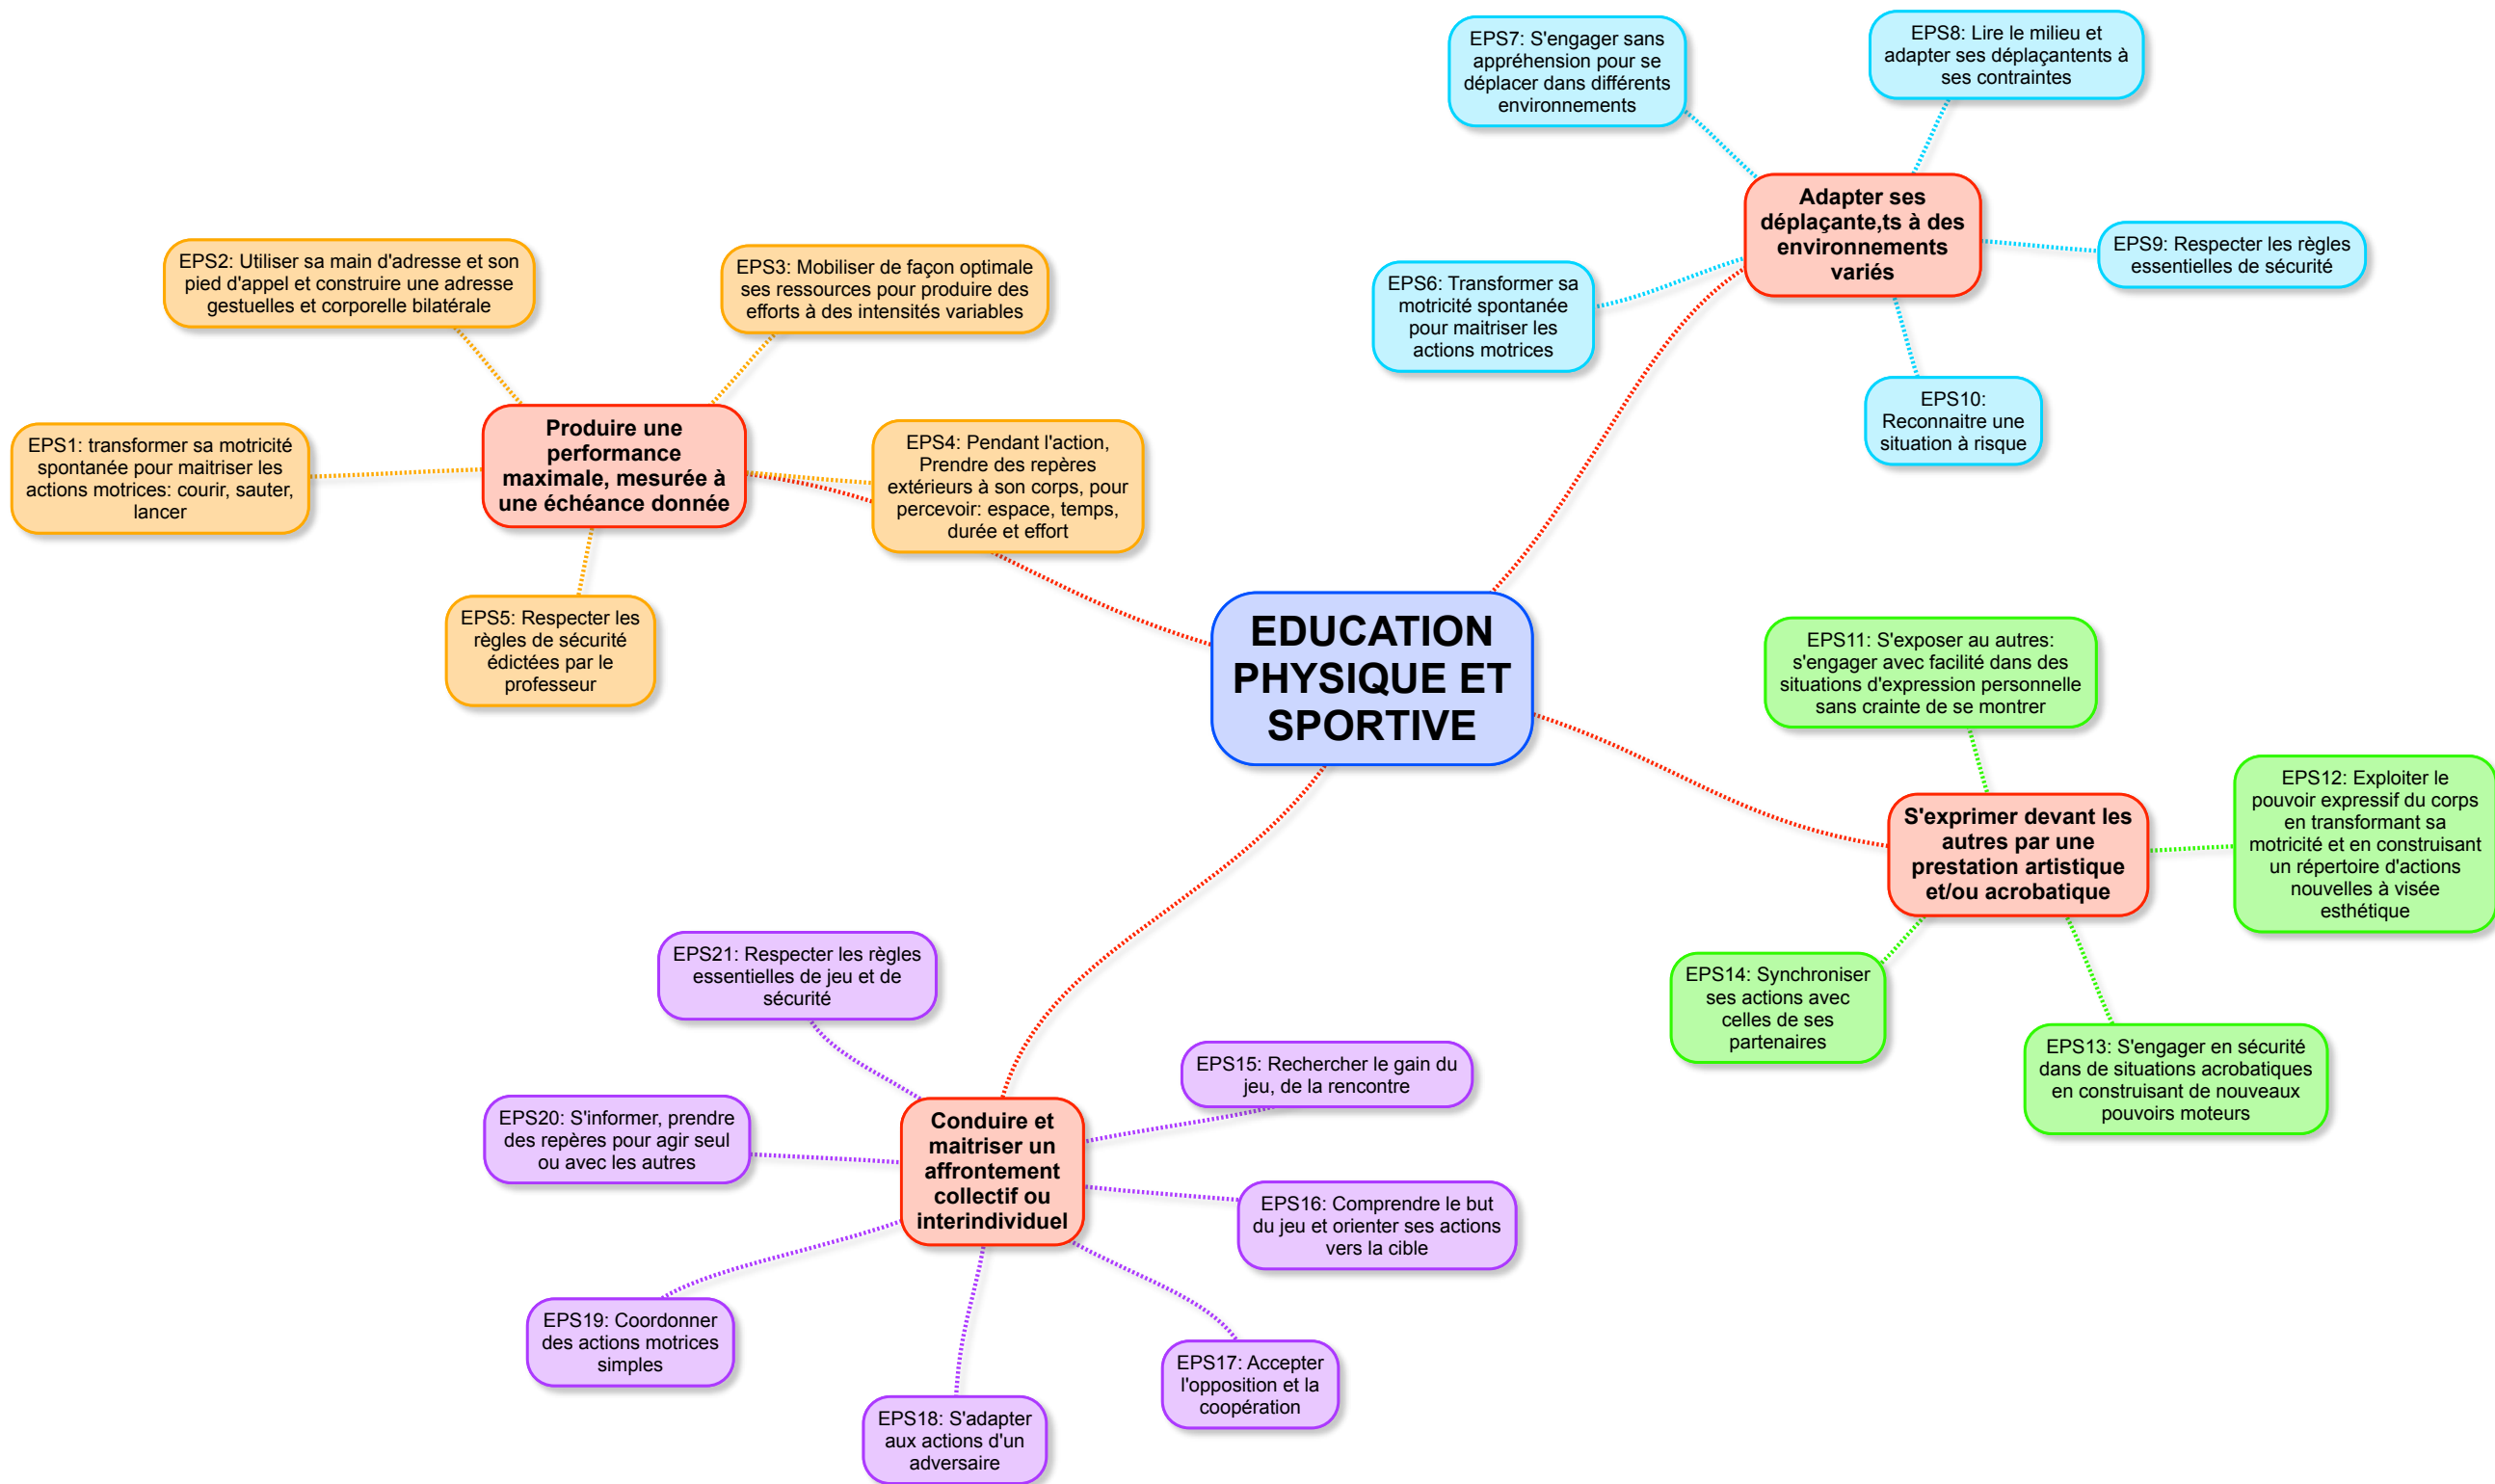 EDUCATION
PHYSIQUE ET
SPORTIVE
Produire une
performance
maximale, mesurée à
une échéance donnée
EPS1: transformer sa motricité
spontanée pour maitriser les
actions motrices: courir, sauter,
lancer
EPS2: Utiliser sa main d'adresse et son
pied d'appel et construire une adresse
gestuelles et corporelle bilatérale
EPS3: Mobiliser de façon optimale
ses ressources pour produire des
efforts à des intensités variables
EPS4: Pendant l'action,
Prendre des repères
extérieurs à son corps, pour
percevoir: espace, temps,
durée et effort
EPS5: Respecter les
règles de sécurité
édictées par le
professeur
Adapter ses
déplaçante,ts à des
environnements
variés
EPS6: Transformer sa
motricité spontanée
pour maitriser les
actions motrices
EPS7: S'engager sans
appréhension pour se
déplacer dans différents
environnements
EPS8: Lire le milieu et
adapter ses déplaçantents à
ses contraintes
EPS9: Respecter les règles
essentielles de sécurité
EPS10:
Reconnaitre une
situation à risque
S'exprimer devant les
autres par une
prestation artistique
et/ou acrobatique
EPS11: S'exposer au autres:
s'engager avec facilité dans des
situations d'expression personnelle
sans crainte de se montrer
EPS12: Exploiter le
pouvoir expressif du corps
en transformant sa
motricité et en construisant
un répertoire d'actions
nouvelles à visée
esthétique
EPS13: S'engager en sécurité
dans de situations acrobatiques
en construisant de nouveaux
pouvoirs moteurs
EPS14: Synchroniser
ses actions avec
celles de ses
partenaires
Conduire et
maitriser un
affrontement
collectif ou
interindividuel
EPS15: Rechercher le gain du
jeu, de la rencontre
EPS16: Comprendre le but
du jeu et orienter ses actions
vers la cible
EPS17: Accepter
l'opposition et la
coopération
EPS18: S'adapter
aux actions d'un
adversaire
EPS19: Coordonner
des actions motrices
simples
EPS20: S'informer, prendre
des repères pour agir seul
ou avec les autres
EPS21: Respecter les règles
essentielles de jeu et de
sécurité